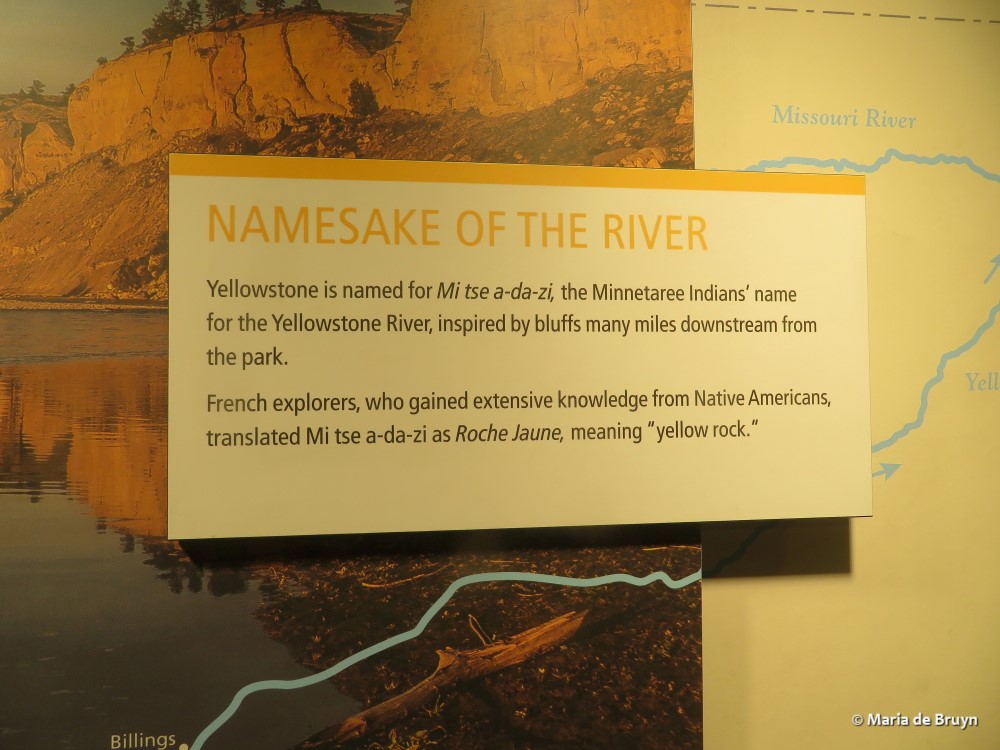 Missouri River
NAMESAKE OF THE RIVER
Yellowstone is named for Mi tse a-da-zi, the Minnetaree Indians' name
for the Yellowstone River, inspired by bluffs many miles downstream from
the park.
French explorers, who gained extensive knowledge from Native Americans,
translated Mi tse a-da-zi as Roche Jaune, meaning "yellow rock."
Yell
Billings
© Maria de Bruyn